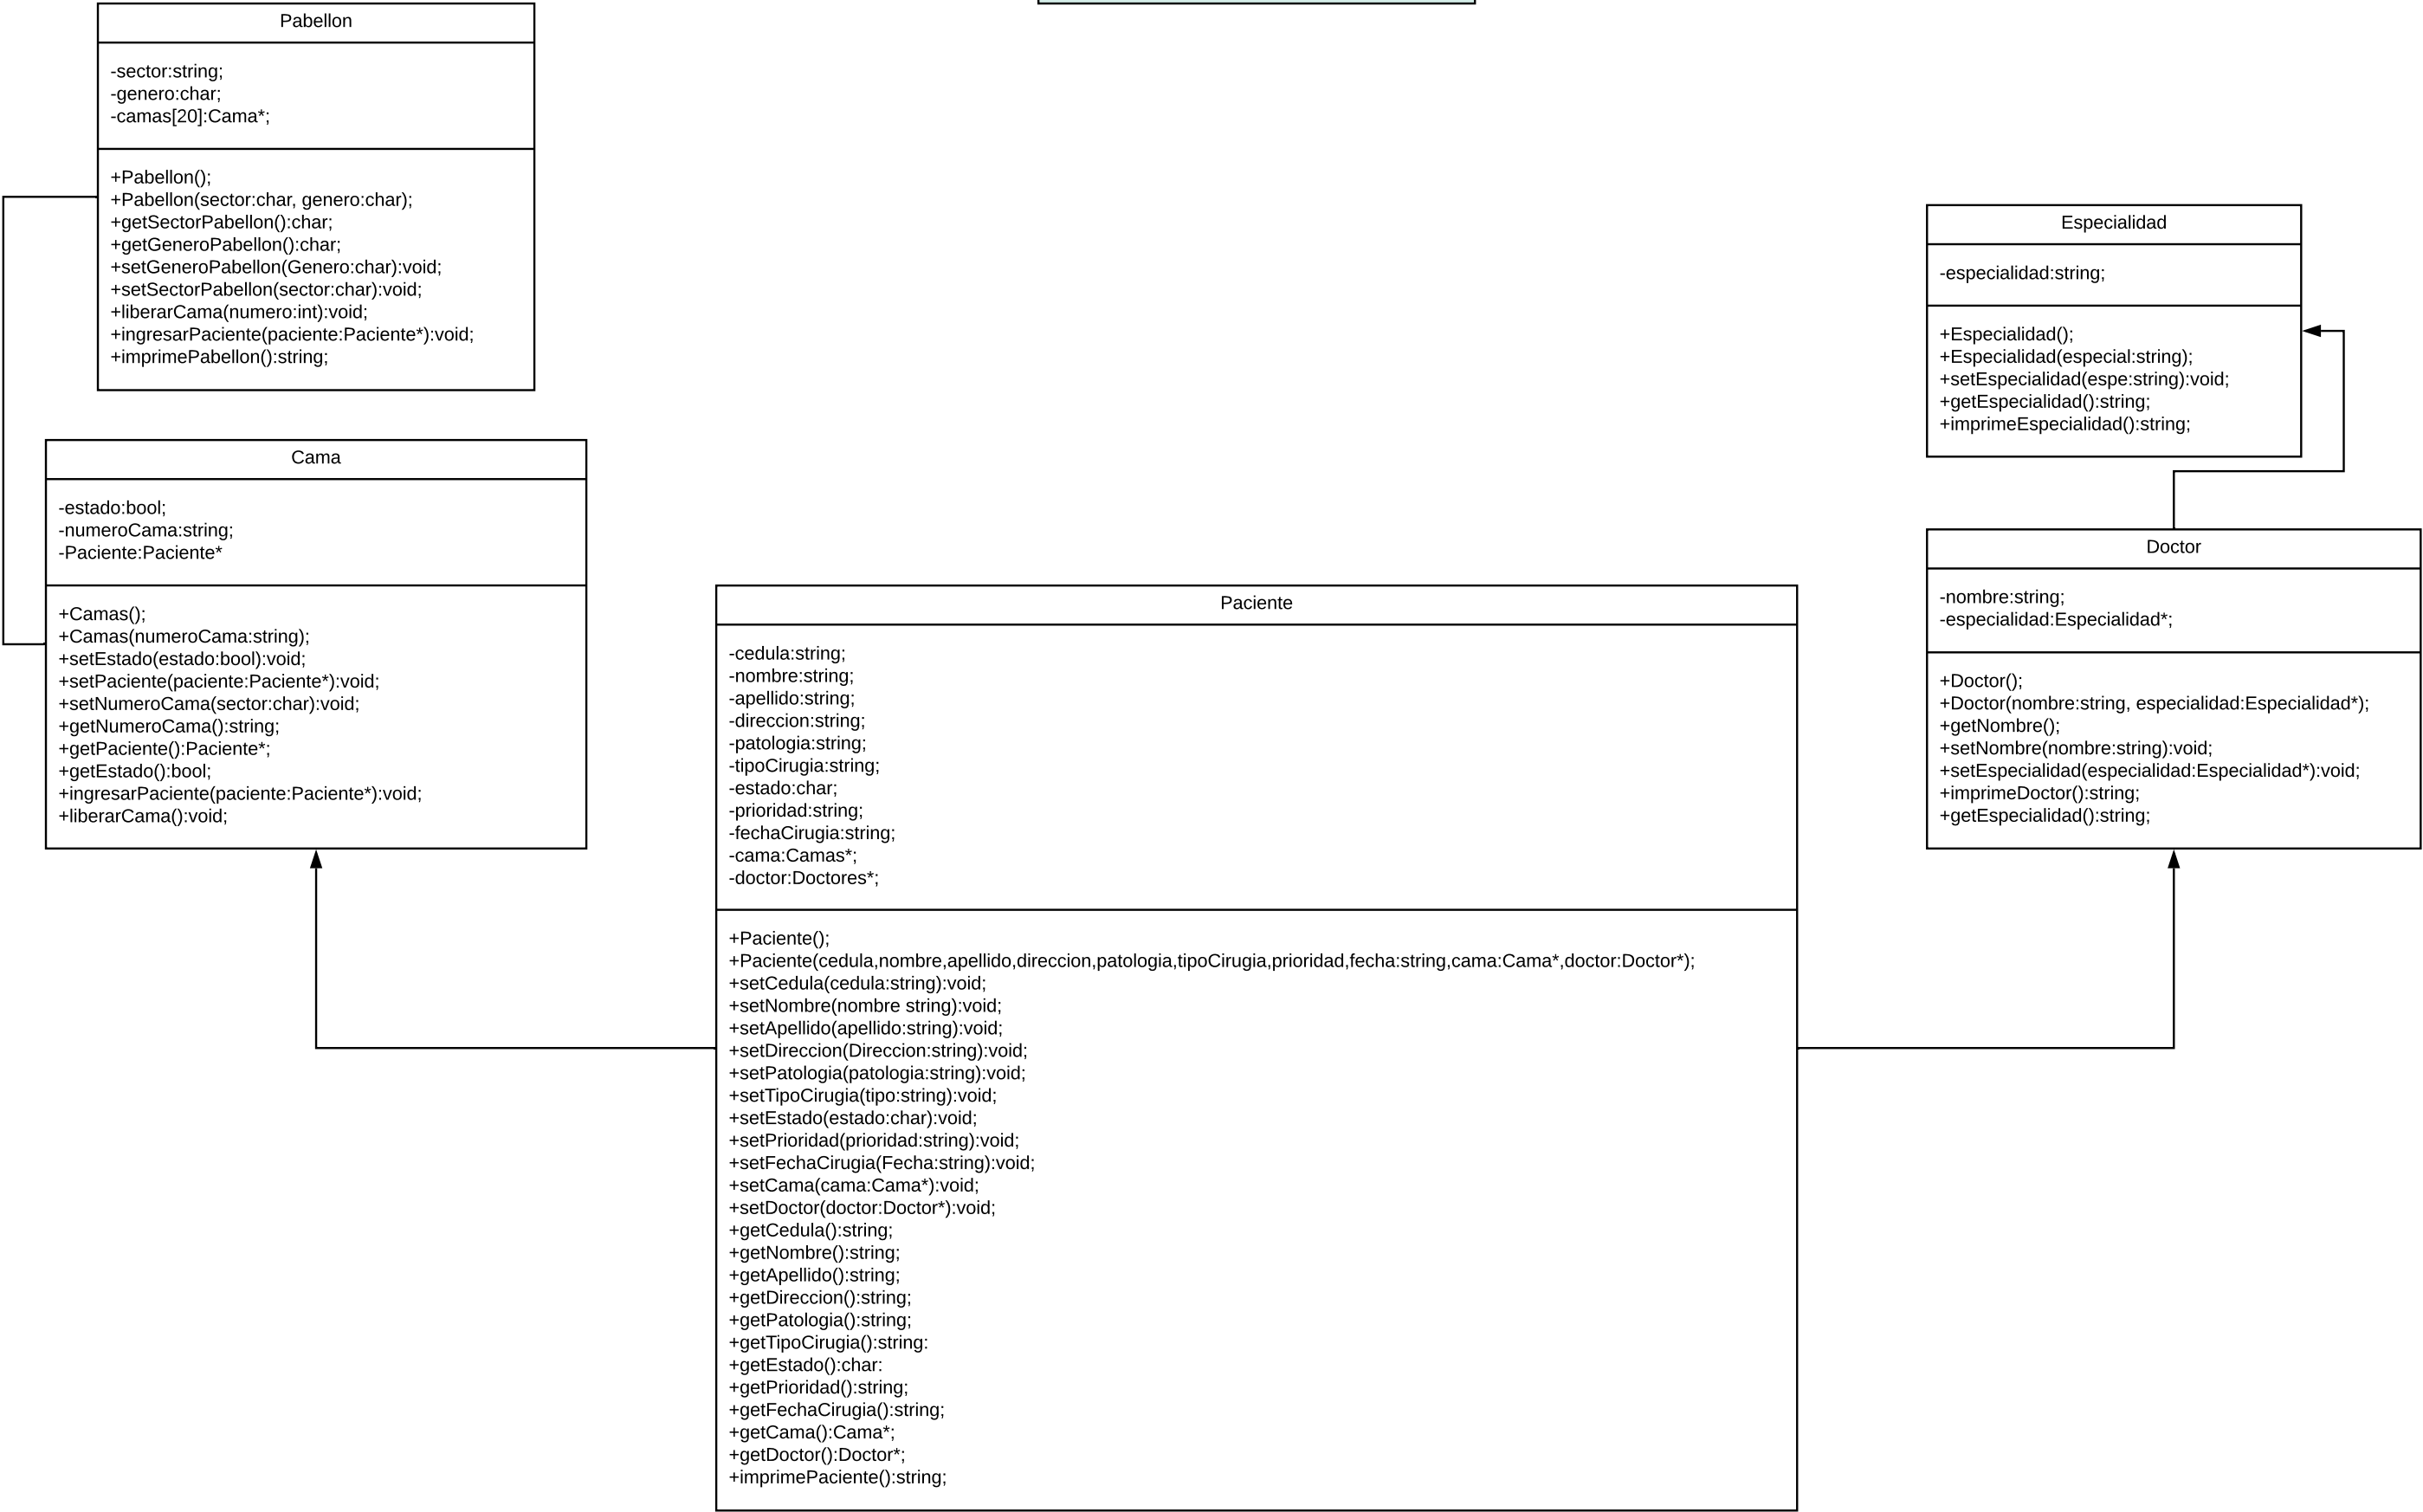 Pabellon
-sector:string;
-genero:char;
-camas[20]:Cama*;
+Pabellon();
+Pabellon(sector:char, genero:char);
+getSectorPabellon():char;
+getGeneroPabellon():char;
+setGeneroPabellon(Genero:char):void;
+setSectorPabellon(sector:char):void;
+liberarCama(numero:int):void;
+ingresarPaciente(paciente:Paciente*):void;
+imprimePabellon():string;
Cama
-estado:bool;
-numeroCama:string;
-Paciente:Paciente*
+Camas();
+Camas(numeroCama:string);
+setEstado(estado:bool):void;
+setPaciente(paciente:Paciente*):void;
+setNumeroCama(sector:char):void;
+getNumeroCama():string;
+getPaciente():Paciente*;
+getEstado():bool;
+ingresarPaciente(paciente:Paciente*):void;
+liberarCama():void;
Paciente
-cedula:string;
-nombre:string;
-apellido:string;
-direccion:string;
-patologia:string;
-tipoCirugia:string;
-estado:char;
-prioridad:string;
-fechaCirugia:string;
-cama:Camas*;
-doctor:Doctores*;
+Paciente();
+Paciente(cedula,nombre,apellido,direccion,patologia,tipoCirugia,prioridad,fecha:string,cama:Cama*,doctor:Doctor*);
+setCedula(cedula:string):void;
+setNombre(nombre string):void;
+setApellido(apellido:string):void;
+setDireccion(Direccion:string):void;
+setPatologia(patologia:string):void;
+setTipoCirugia(tipo:string):void;
+setEstado(estado:char):void;
+setPrioridad(prioridad:string):void;
+setFechaCirugia(Fecha:string):void;
+setCama(cama:Cama*):void;
+setDoctor(doctor:Doctor*):void;
+getCedula():string;
+getNombre():string;
+getApellido():string;
+getDireccion():string;
+getPatologia():string;
+getTipoCirugia():string:
+getEstado():char:
+getPrioridad():string;
+getFechaCirugia():string;
+getCama():Cama*;
+getDoctor():Doctor*;
+imprimePaciente():string;
Especialidad
-especialidad:string;
+Especialidad();
+Especialidad(especial:string);
+setEspecialidad(espe:string):void;
+getEspecialidad():string;
+imprimeEspecialidad():string;
Doctor
-nombre:string;
-especialidad:Especialidad*;
+Doctor();
+Doctor(nombre:string, especialidad:Especialidad*);
+getNombre();
+setNombre(nombre:string):void;
+setEspecialidad(especialidad:Especialidad*):void;
+imprimeDoctor():string;
+getEspecialidad():string;